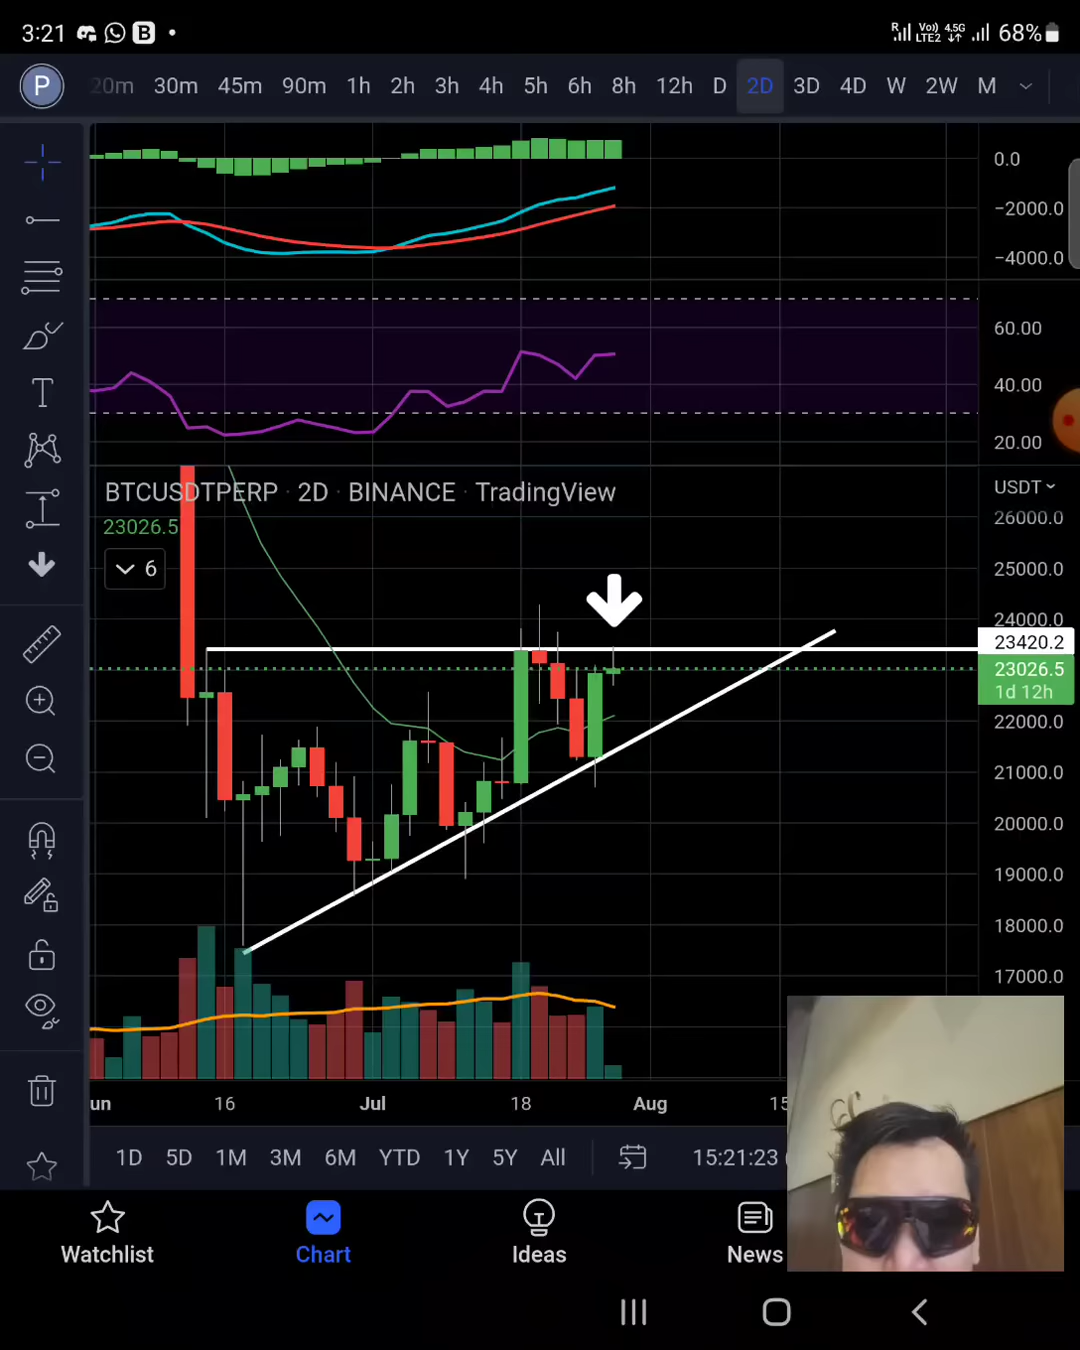 3:21 B R Vo) LTE2 4.5G 68%
P 20m 30m 45m 90m 1h 2h 3h 4h 5h 6h 8h 12h D 2D 3D 4D W 2W M
0.0
−2000.0
−4000.0
60.00
40.00
20.00
BTCUSDTPERP · 2D · BINANCE · TradingView USDT
23026.5 26000.0
6 25000.0
24000.0
23420.2
23026.5
1d 12h
22000.0
21000.0
20000.0
19000.0
18000.0
17000.0
un 16 Jul 18 Aug 15
1D 5D 1M 3M 6M YTD 1Y 5Y All 15:21:23
Watchlist Chart Ideas News